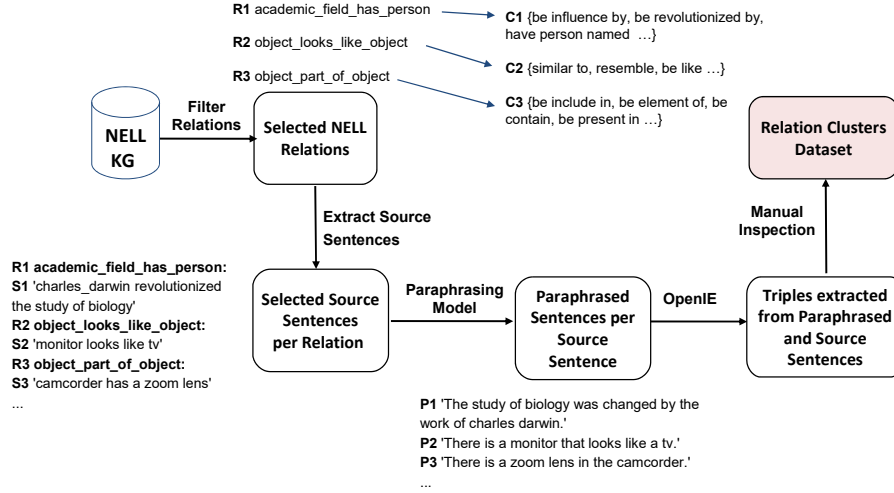 R1 academic_field_has_person
R2 object_looks_like_object
R3 object_part_of_object
C1 {be influence by, be revolutionized by,
have person named …}
C2 {similar to, resemble, be like …}
C3 {be include in, be element of, be
contain, be present in …}
NELL
KG
Filter
Relations
Selected NELL
Relations
Relation Clusters
Dataset
Extract Source
Sentences
Manual
Inspection
R1 academic_field_has_person:
S1 'charles_darwin revolutionized
the study of biology'
R2 object_looks_like_object:
S2 'monitor looks like tv'
R3 object_part_of_object:
S3 'camcorder has a zoom lens'
...
Selected Source
Sentences
per Relation
Paraphrasing
Model
Paraphrased
Sentences per
Source
Sentence
OpenIE
Triples extracted
from Paraphrased
and Source
Sentences
P1 'The study of biology was changed by the
work of charles darwin.'
P2 'There is a monitor that looks like a tv.'
P3 'There is a zoom lens in the camcorder.'
...